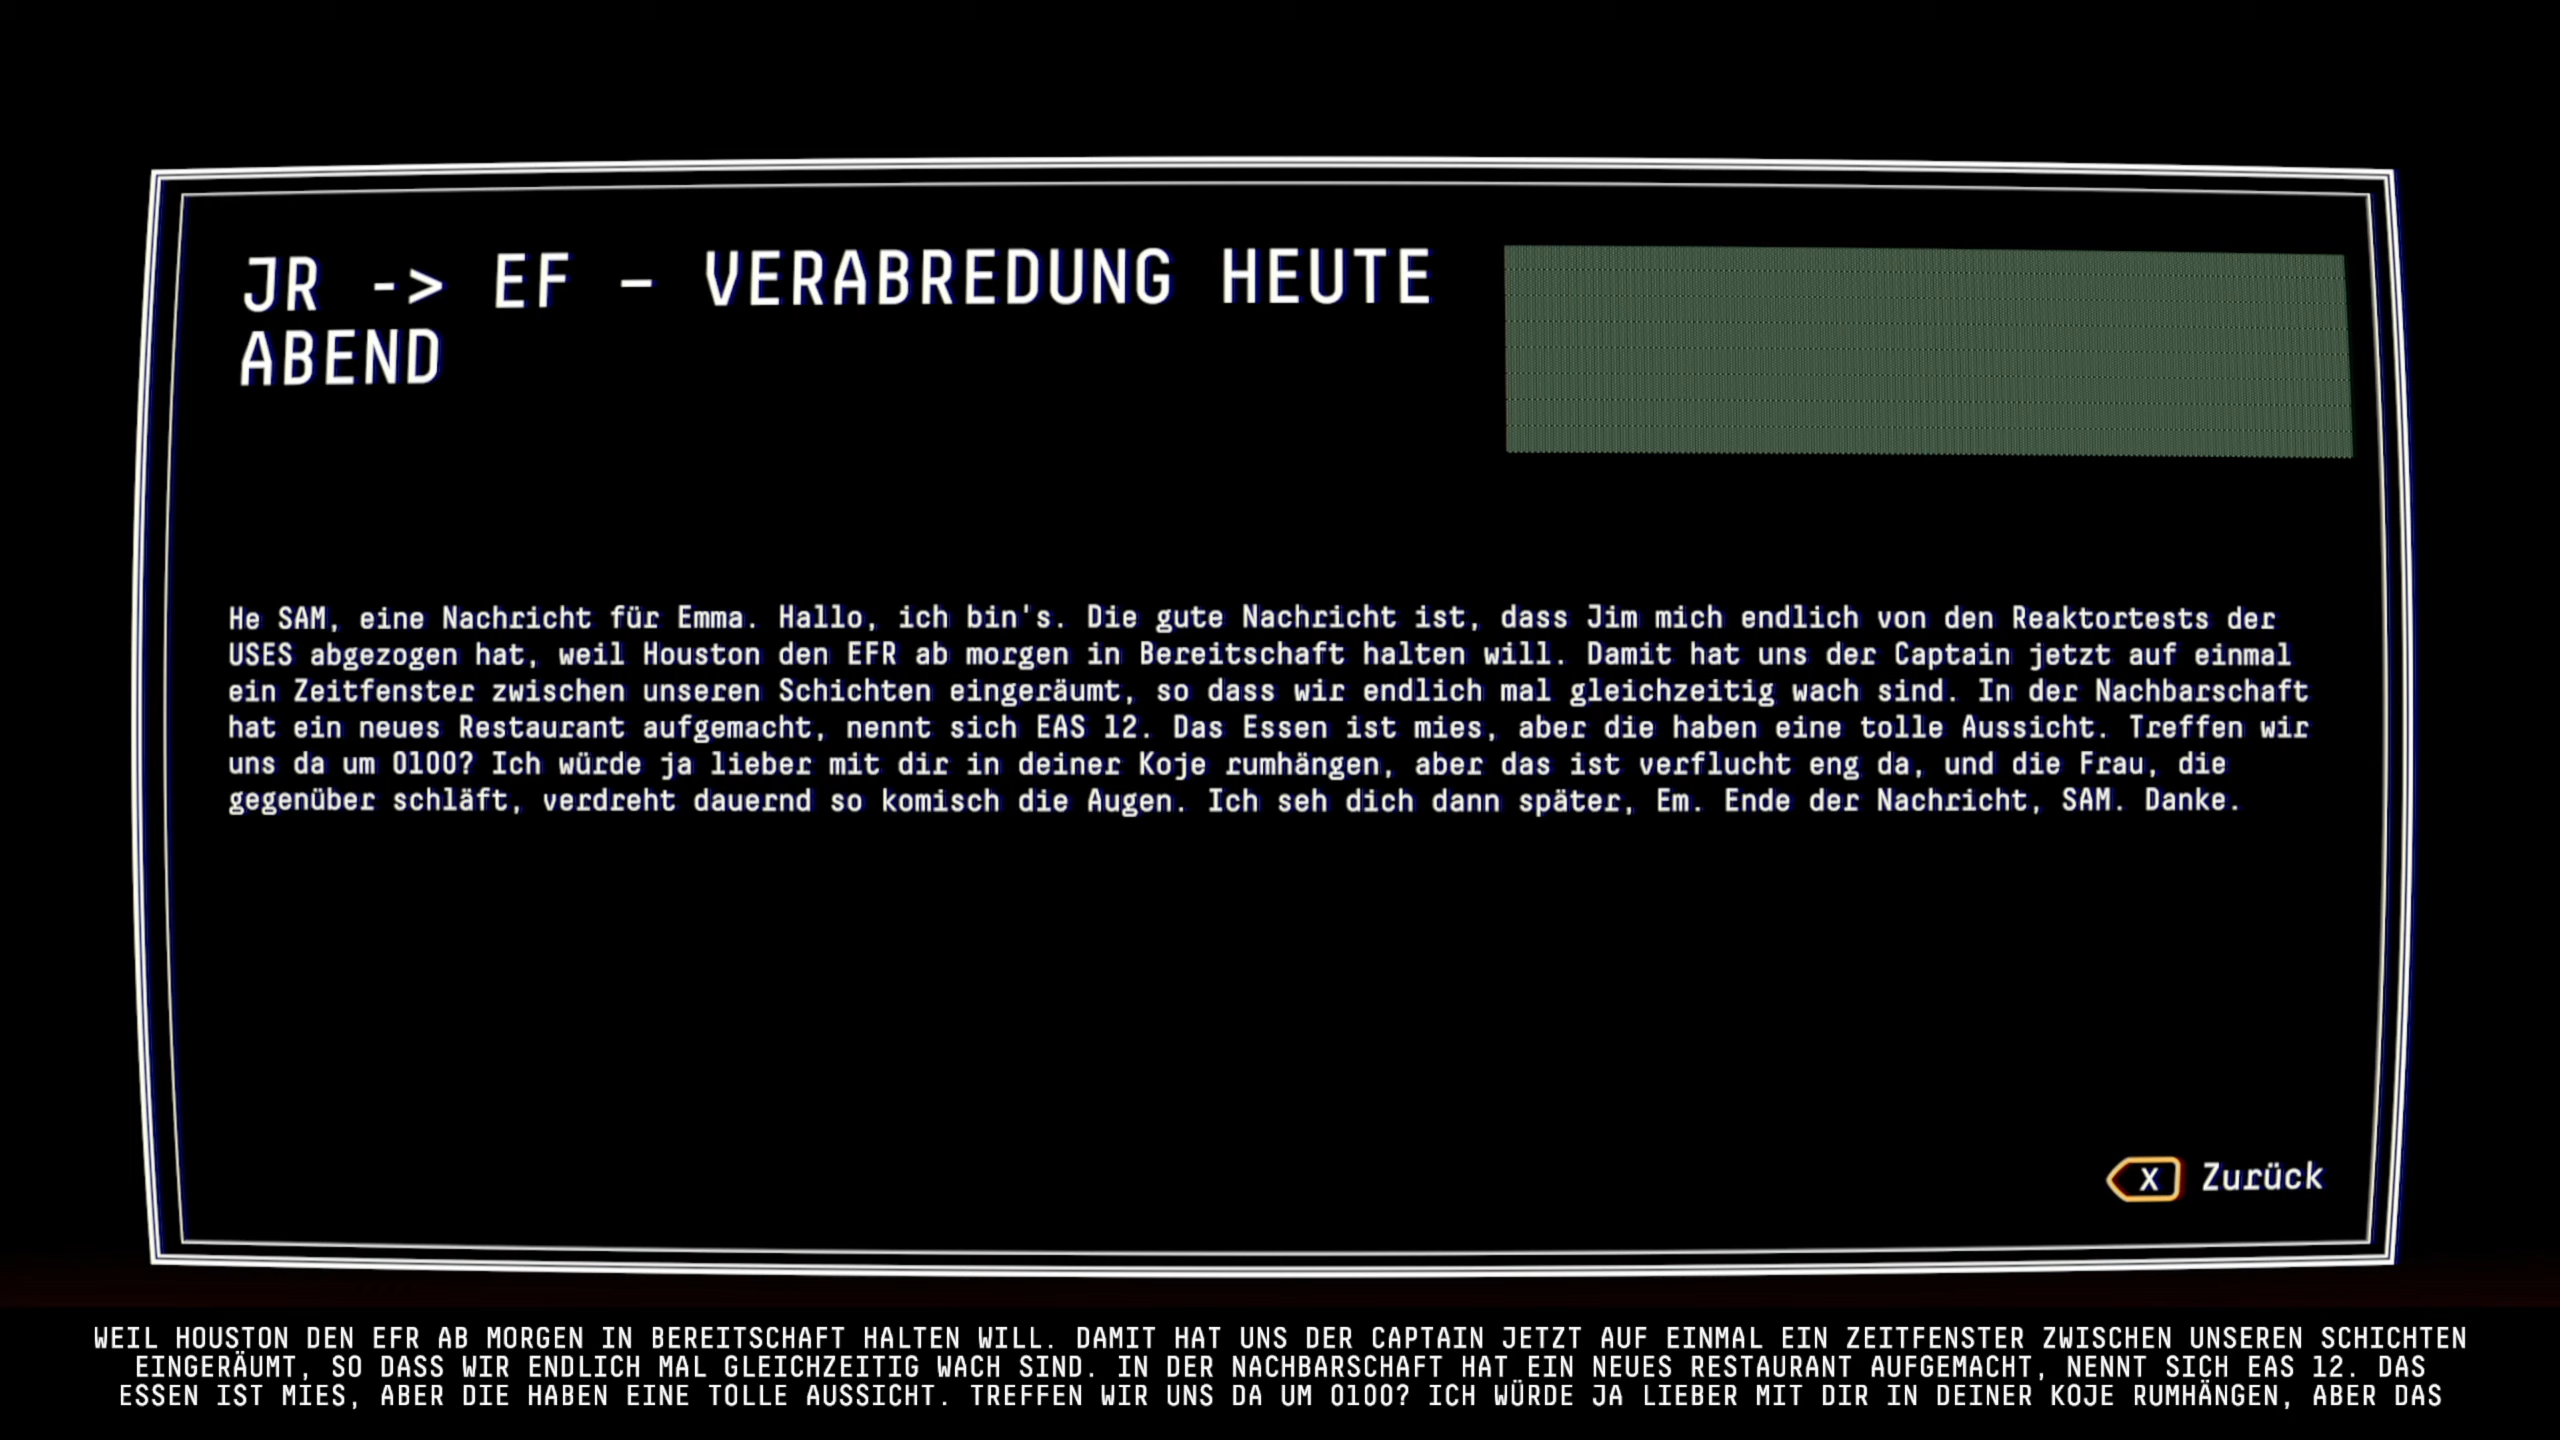 JR -> EF – VERABREDUNG HEUTE
ABEND
He SAM, eine Nachricht für Emma. Hallo, ich bin's. Die gute Nachricht ist, dass Jim mich endlich von den Reaktortests der
USES abgezogen hat, weil Houston den EFR ab morgen in Bereitschaft halten will. Damit hat uns der Captain jetzt auf einmal
ein Zeitfenster zwischen unseren Schichten eingeräumt, so dass wir endlich mal gleichzeitig wach sind. In der Nachbarschaft
hat ein neues Restaurant aufgemacht, nennt sich EAS 12. Das Essen ist mies, aber die haben eine tolle Aussicht. Treffen wir
uns da um 0100? Ich würde ja lieber mit dir in deiner Koje rumhängen, aber das ist verflucht eng da, und die Frau, die
gegenüber schläft, verdreht dauernd so komisch die Augen. Ich seh dich dann später, Em. Ende der Nachricht, SAM. Danke.
X Zurück
WEIL HOUSTON DEN EFR AB MORGEN IN BEREITSCHAFT HALTEN WILL. DAMIT HAT UNS DER CAPTAIN JETZT AUF EINMAL EIN ZEITFENSTER ZWISCHEN UNSEREN SCHICHTEN
EINGERÄUMT, SO DASS WIR ENDLICH MAL GLEICHZEITIG WACH SIND. IN DER NACHBARSCHAFT HAT EIN NEUES RESTAURANT AUFGEMACHT, NENNT SICH EAS 12. DAS
ESSEN IST MIES, ABER DIE HABEN EINE TOLLE AUSSICHT. TREFFEN WIR UNS DA UM 0100? ICH WÜRDE JA LIEBER MIT DIR IN DEINER KOJE RUMHÄNGEN, ABER DAS